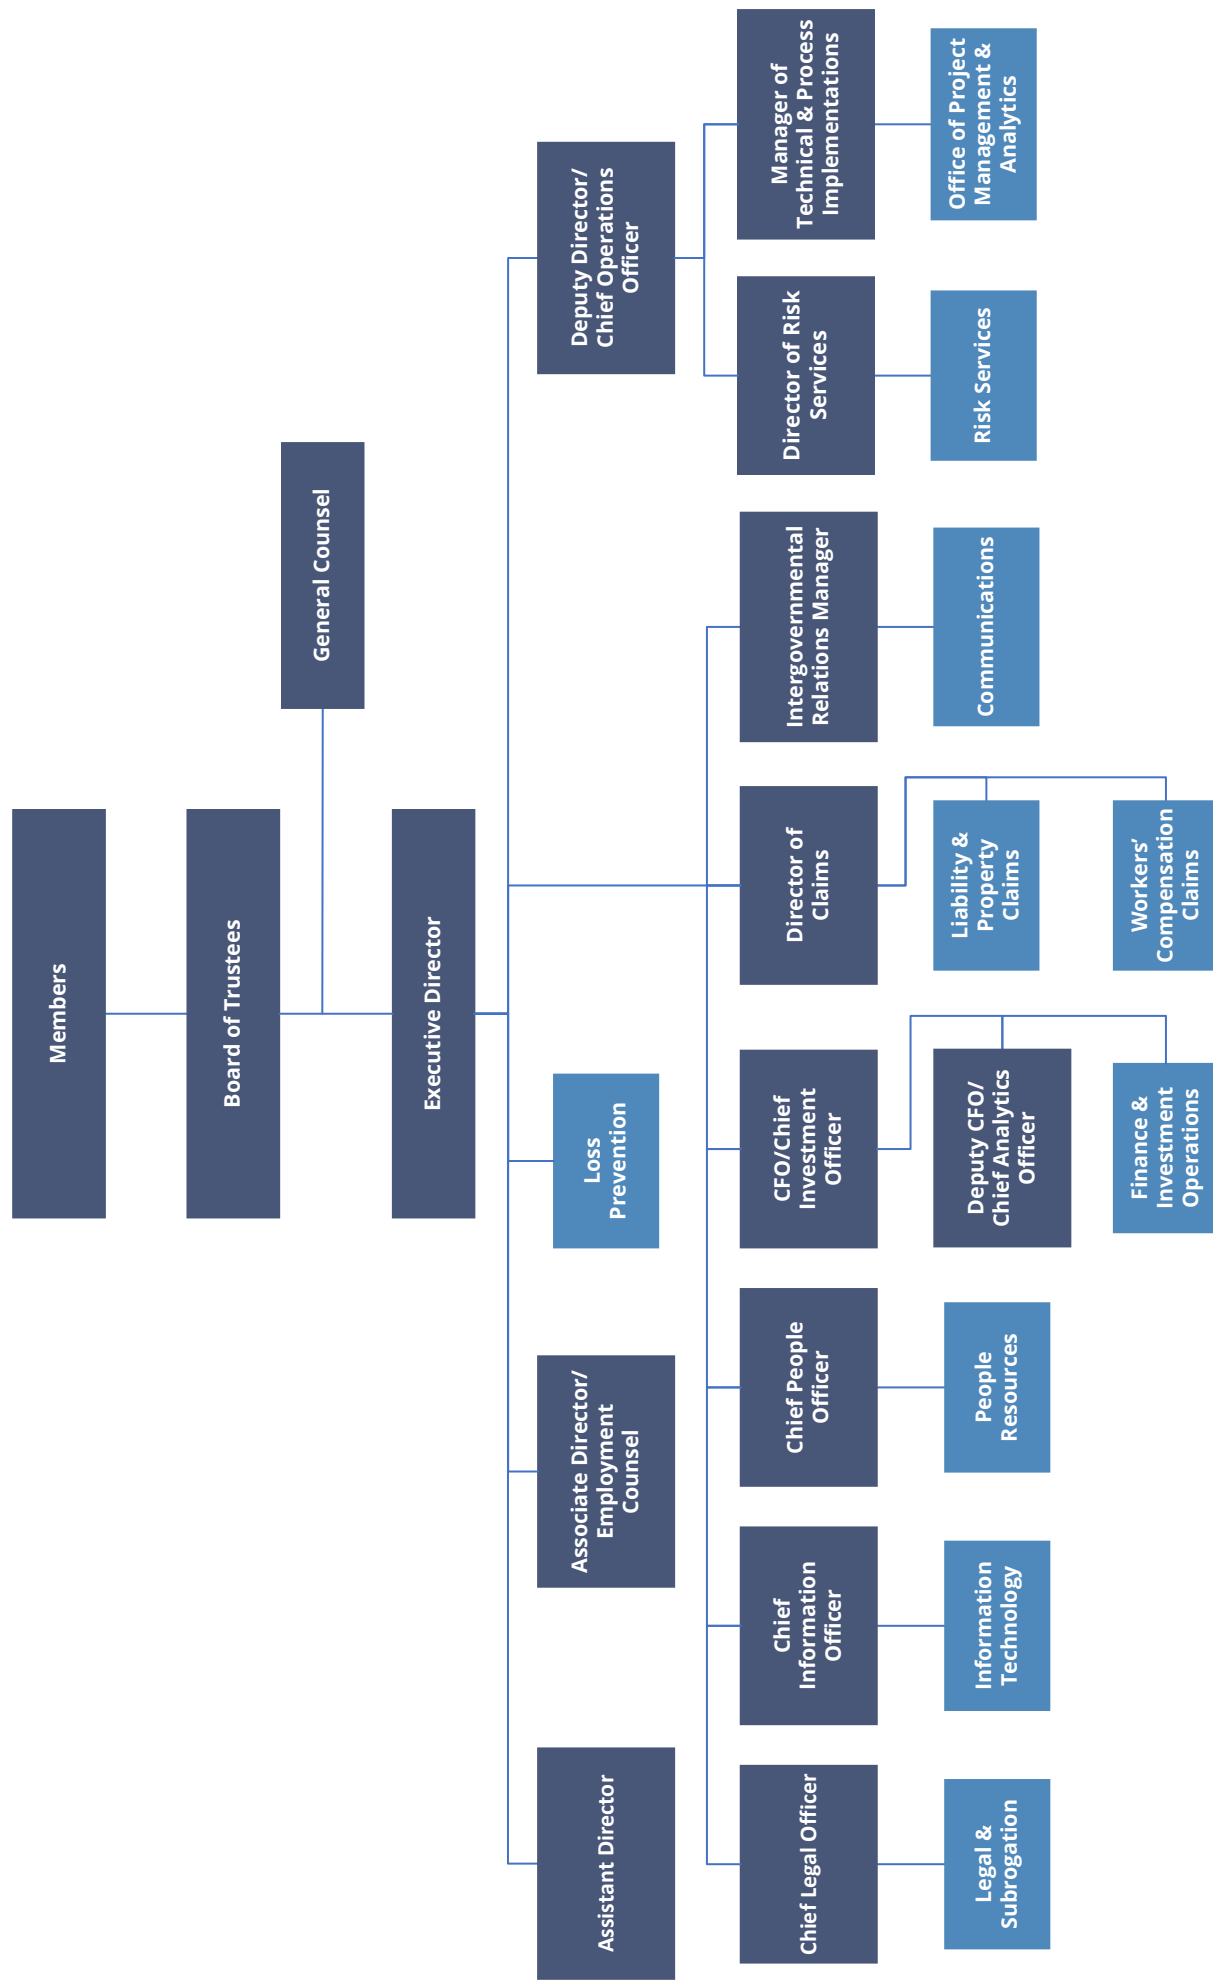 Members
Board of Trustees
General Counsel
Executive Director
Assistant Director
Associate Director/
Employment
Counsel
Loss
Prevention
Deputy Director/
Chief Operations
Officer
Chief Legal Officer
Chief
Information
Officer
Chief People
Officer
CFO/Chief
Investment
Officer
Director of
Claims
Intergovernmental
Relations Manager
Director of Risk
Services
Manager of
Technical & Process
Implementations
Legal &
Subrogation
Information
Technology
People
Resources
Deputy CFO/
Chief Analytics
Officer
Liability &
Property
Claims
Communications
Risk Services
Office of Project
Management &
Analytics
Finance &
Investment
Operations
Workers’
Compensation
Claims